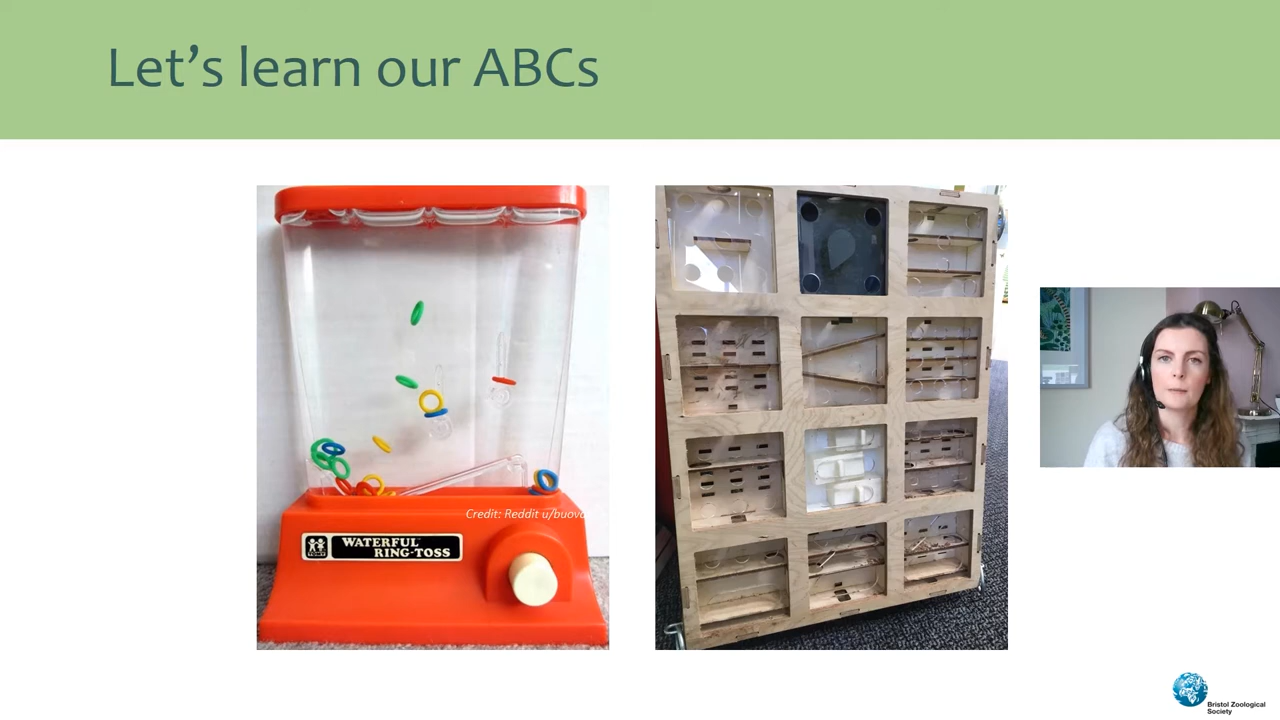 Let's learn our ABCs
Credit: Reddit
WATERFUL
RING-TOSS
Bristol Zoological
Society